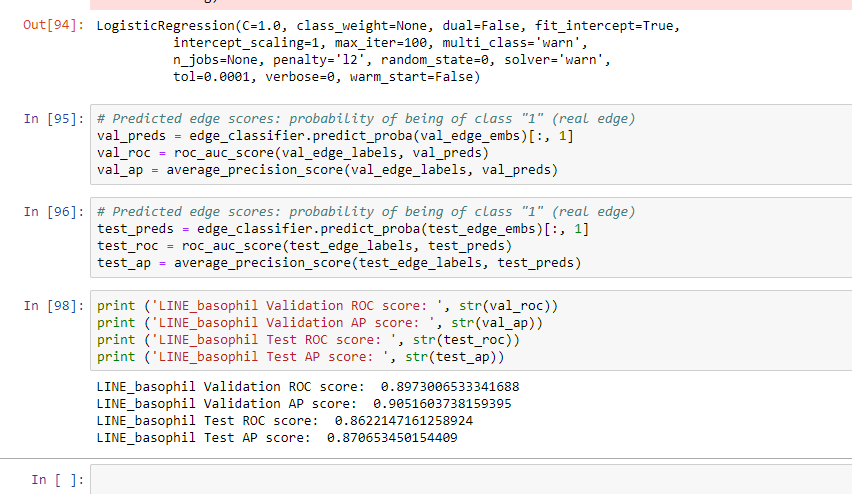 Out[94]: LogisticRegression(C=1.0, class_weight=None, dual=False, fit_intercept=True,
intercept_scaling=1, max_iter=100, multi_class='warn',
n_jobs=None, penalty='l2', random_state=0, solver='warn',
tol=0.0001, verbose=0, warm_start=False)
In [95]: # Predicted edge scores: probability of being of class "1" (real edge)
val_preds = edge_classifier.predict_proba(val_edge_embs)[:, 1]
val_roc = roc_auc_score(val_edge_labels, val_preds)
val_ap = average_precision_score(val_edge_labels, val_preds)
In [96]: # Predicted edge scores: probability of being of class "1" (real edge)
test_preds = edge_classifier.predict_proba(test_edge_embs)[:, 1]
test_roc = roc_auc_score(test_edge_labels, test_preds)
test_ap = average_precision_score(test_edge_labels, test_preds)
In [98]: print ('LINE_basophil Validation ROC score: ', str(val_roc))
print ('LINE_basophil Validation AP score: ', str(val_ap))
print ('LINE_basophil Test ROC score: ', str(test_roc))
print ('LINE_basophil Test AP score: ', str(test_ap))
LINE_basophil Validation ROC score:  0.8973006533341688
LINE_basophil Validation AP score:  0.9051603738159395
LINE_basophil Test ROC score:  0.8622147161258924
LINE_basophil Test AP score:  0.870653450154409
In [ ]: